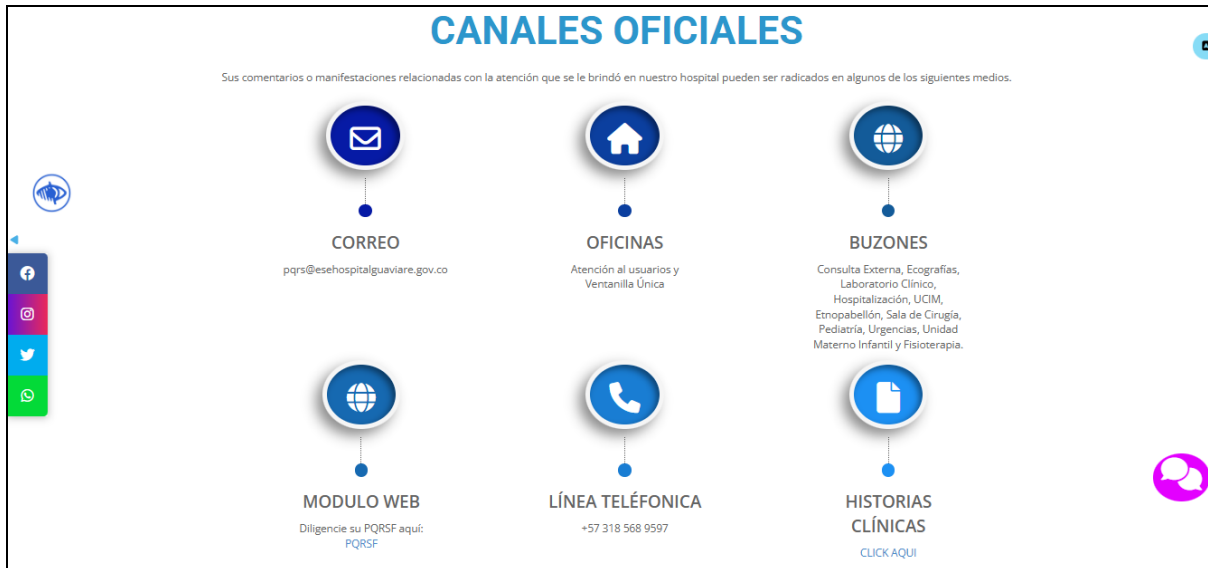 CANALES OFICIALES
Sus comentarios o manifestaciones relacionadas con la atención que se le brindó en nuestro hospital pueden ser radicados en algunos de los siguientes medios.
CORREO
pqrs@esehospitalguaviare.gov.co
OFICINAS
Atención al usuarios y
Ventanilla Única
BUZONES
Consulta Externa, Ecografías,
Laboratorio Clínico,
Hospitalización, UCIM,
Etnopabellón, Sala de Cirugía,
Pediatría, Urgencias, Unidad
Materno Infantil y Fisioterapia.
MODULO WEB
Diligencie su PQRSF aquí:
PQRSF
LÍNEA TELÉFONICA
+57 318 568 9597
HISTORIAS
CLÍNICAS
CLICK AQUI